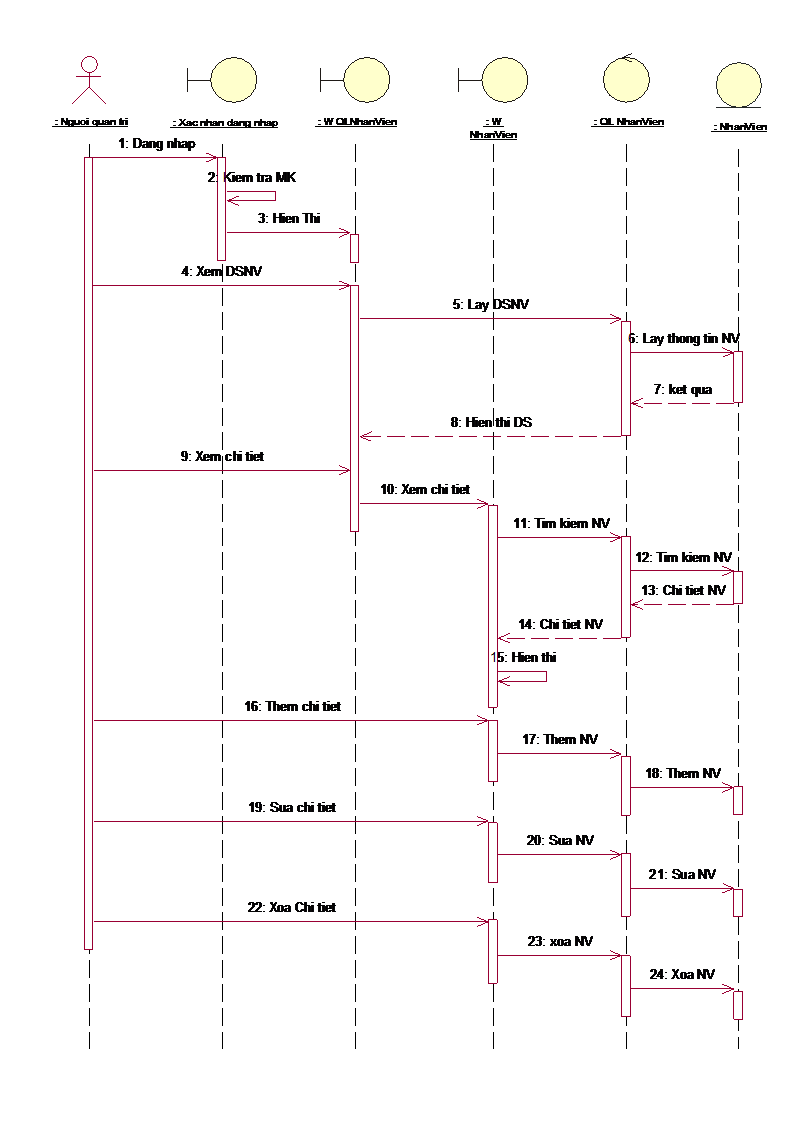 : Nguoi quan tri
: Xac nhan dang nhap
: W QLNhanVien
: W
NhanVien
: QL NhanVien
: NhanVien
1: Dang nhap
2: Kiem tra MK
3: Hien Thi
4: Xem DSNV
5: Lay DSNV
6: Lay thong tin NV
7: ket qua
8: Hien thi DS
9: Xem chi tiet
10: Xem chi tiet
11: Tim kiem NV
12: Tim kiem NV
13: Chi tiet NV
14: Chi tiet NV
15: Hien thi
16: Them chi tiet
17: Them NV
18: Them NV
19: Sua chi tiet
20: Sua NV
21: Sua NV
22: Xoa Chi tiet
23: xoa NV
24: Xoa NV